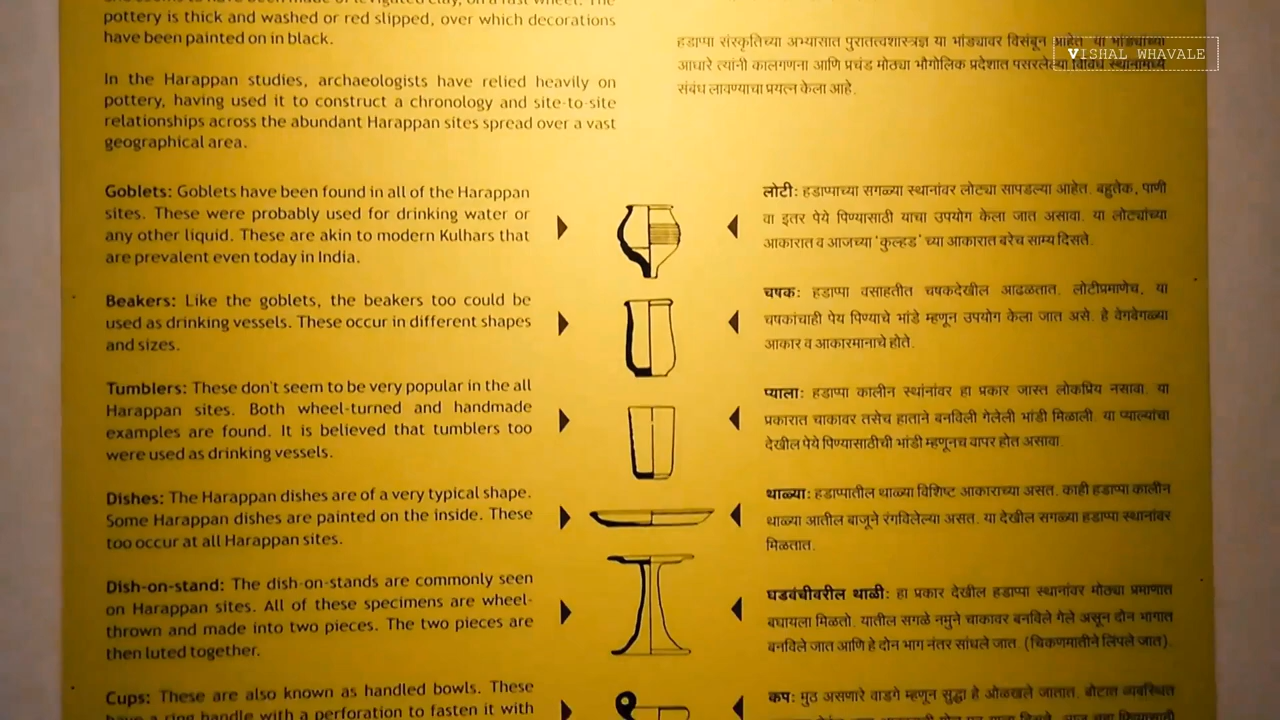 pottery is thick and washed or red slipped, over which decorations
have been painted on in black.
In the Harappan studies, archaeologists have relied heavily on
pottery, having used it to construct a chronology and site-to-site
relationships across the abundant Harappan sites spread over a vast
geographical area.
Goblets: Goblets have been found in all of the Harappan
sites. These were probably used for drinking water or
any other liquid. These are akin to modern Kulhars that
are prevalent even today in India.
Beakers: Like the goblets, the beakers too could be
used as drinking vessels. These occur in different shapes
and sizes.
Tumblers: These don't seem to be very popular in the all
Harappan sites. Both wheel-turned and handmade
examples are found. It is believed that tumblers too
were used as drinking vessels.
Dishes: The Harappan dishes are of a very typical shape.
Some Harappan dishes are painted on the inside. These
too occur at all Harappan sites.
Dish-on-stand: The dish-on-stands are commonly seen
on Harappan sites. All of these specimens are wheel-
thrown and made into two pieces. The two pieces are
then luted together.
Cups: These are also known as handled bowls. These
have a ring handle with a perforation to fasten it with
हडाप्पा संस्कृतिच्या अभ्यासात पुरातत्वशास्त्रज्ञ या भांड्यावर विसंबून आहेत. या भांड्यांच्या
आधारे त्यांनी कालगणना आणि प्रचंड मोठ्या भौगोलिक प्रदेशात पसरलेल्या विविध स्थानांमध्ये
संबंध लावण्याचा प्रयत्न केला आहे.
VISHAL WHAVALE
लोटी: हडाप्पाच्या सगळ्या स्थानांवर लोट्या सापडल्या आहेत. बहुतेक, पाणी
वा इतर पेये पिण्यासाठी याचा उपयोग केला जात असावा. या लोट्यांच्या
आकारात व आजच्या 'कुल्हड' च्या आकारात बरेच साम्य दिसते.
चषक: हडाप्पा वसाहतीत चषकदेखील आढळतात. लोटीप्रमाणेच, या
चषकांचाही पेय पिण्याचे भांडे म्हणून उपयोग केला जात असे. हे वेगवेगळ्या
आकार व आकारमानाचे होते.
प्याला: हडाप्पा कालीन स्थांनांवर हा प्रकार जास्त लोकप्रिय नसावा. या
प्रकारात चाकावर तसेच हाताने बनविली गेलेली भांडी मिळाली. या प्याल्यांचा
देखील पेये पिण्यासाठीची भांडी म्हणूनच वापर होत असावा.
थाळ्या: हडाप्पातील थाळ्या विशिष्ट आकाराच्या असत. काही हडाप्पा कालीन
थाळ्या आतील बाजूने रंगविलेल्या असत. या देखील सगळ्या हडाप्पा स्थानांवर
मिळतात.
घडवंचीवरील थाळी: हा प्रकार देखील हडाप्पा स्थानांवर मोठ्या प्रमाणात
बघायला मिळतो. यातील सगळे नमुने चाकावर बनविले गेले असून दोन भागात
बनविले जात आणि हे दोन भाग नंतर सांधले जात. (चिकणमातीने लिंपले जात).
कप: मुठ असणारे वाडगे म्हणून सुद्धा हे ओळखले जातात. बोटात व्यवस्थित